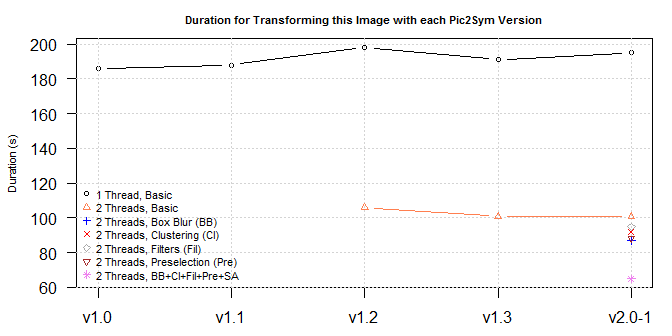 Duration for Transforming this Image with each Pic2Sym Version
Duration (s)
200
180
160
140
120
100
80
60
1 Thread, Basic
2 Threads, Basic
2 Threads, Box Blur (BB)
2 Threads, Clustering (Cl)
2 Threads, Filters (Fil)
2 Threads, Preselection (Pre)
2 Threads, BB+Cl+Fil+Pre+SA
v1.0 v1.1 v1.2 v1.3 v2.0-1